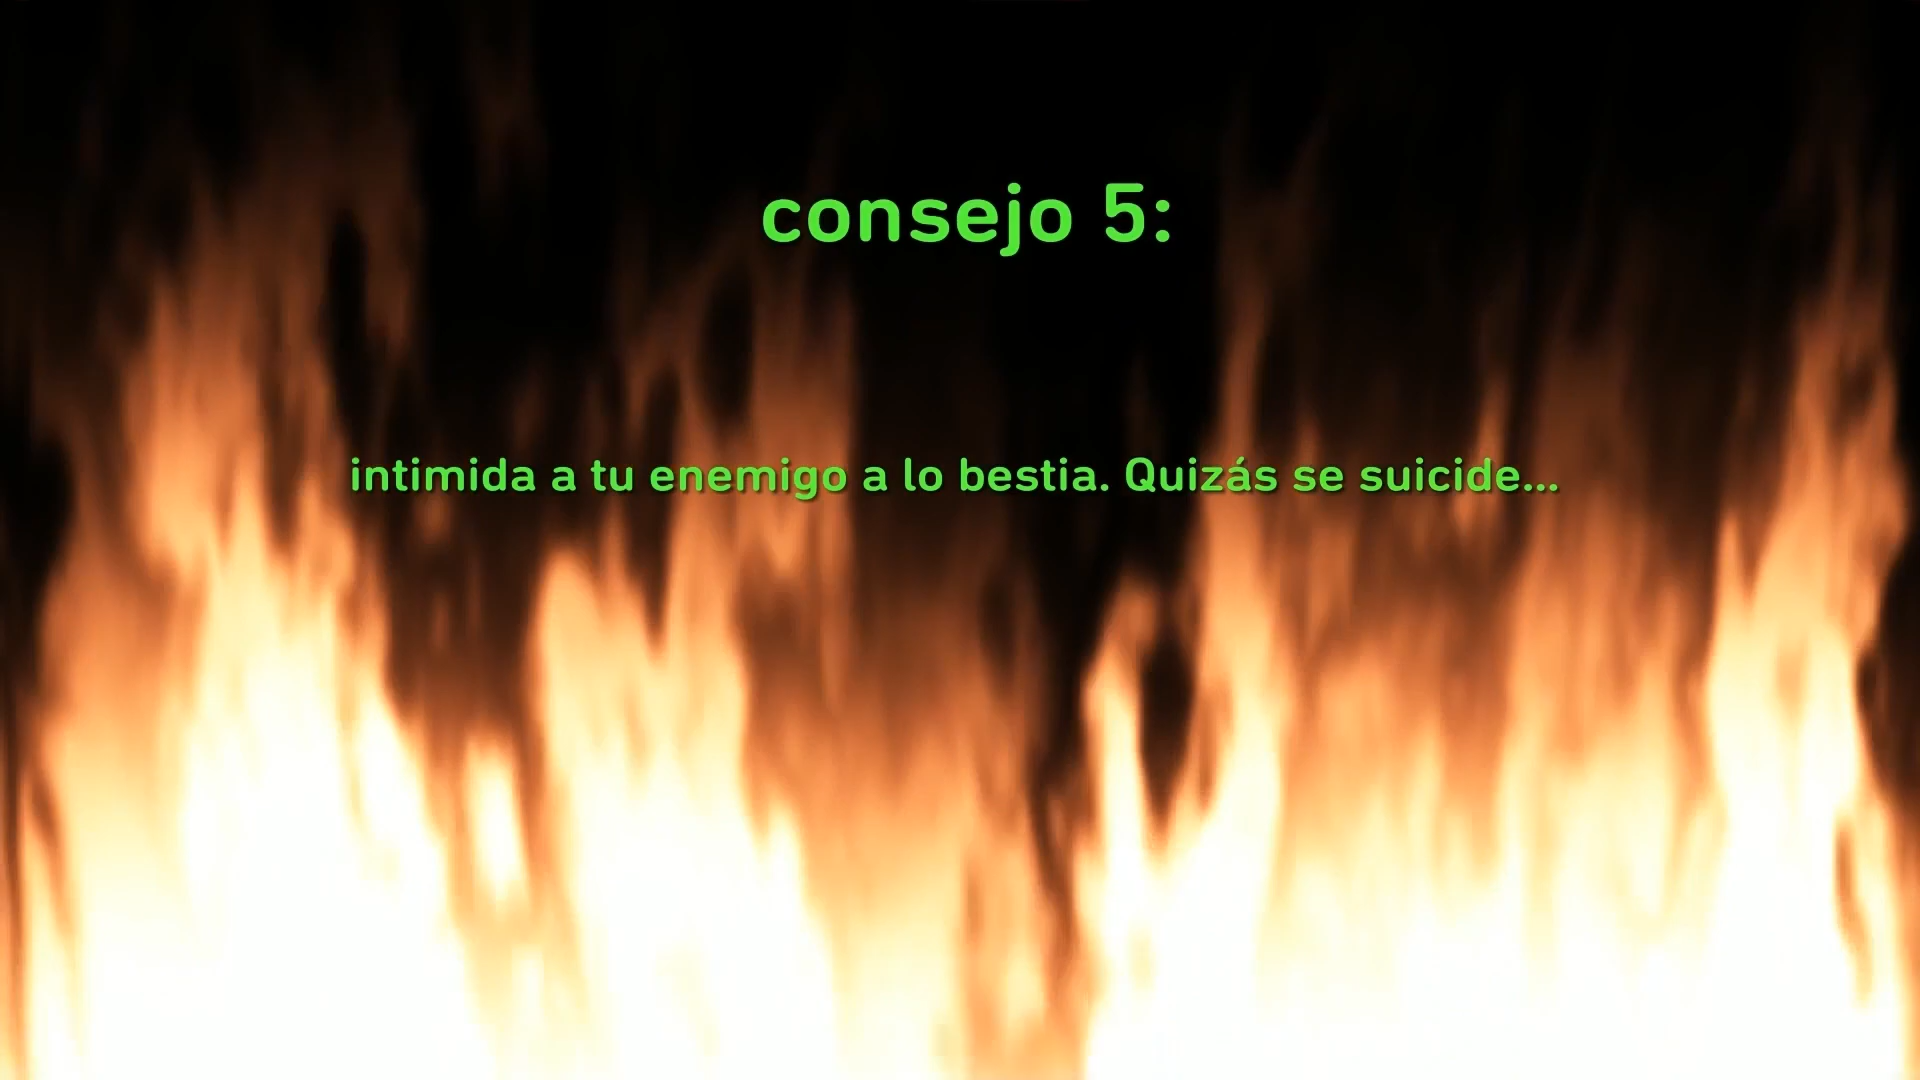 consejo 5:
intimida a tu enemigo a lo bestia. Quizás se suicide...